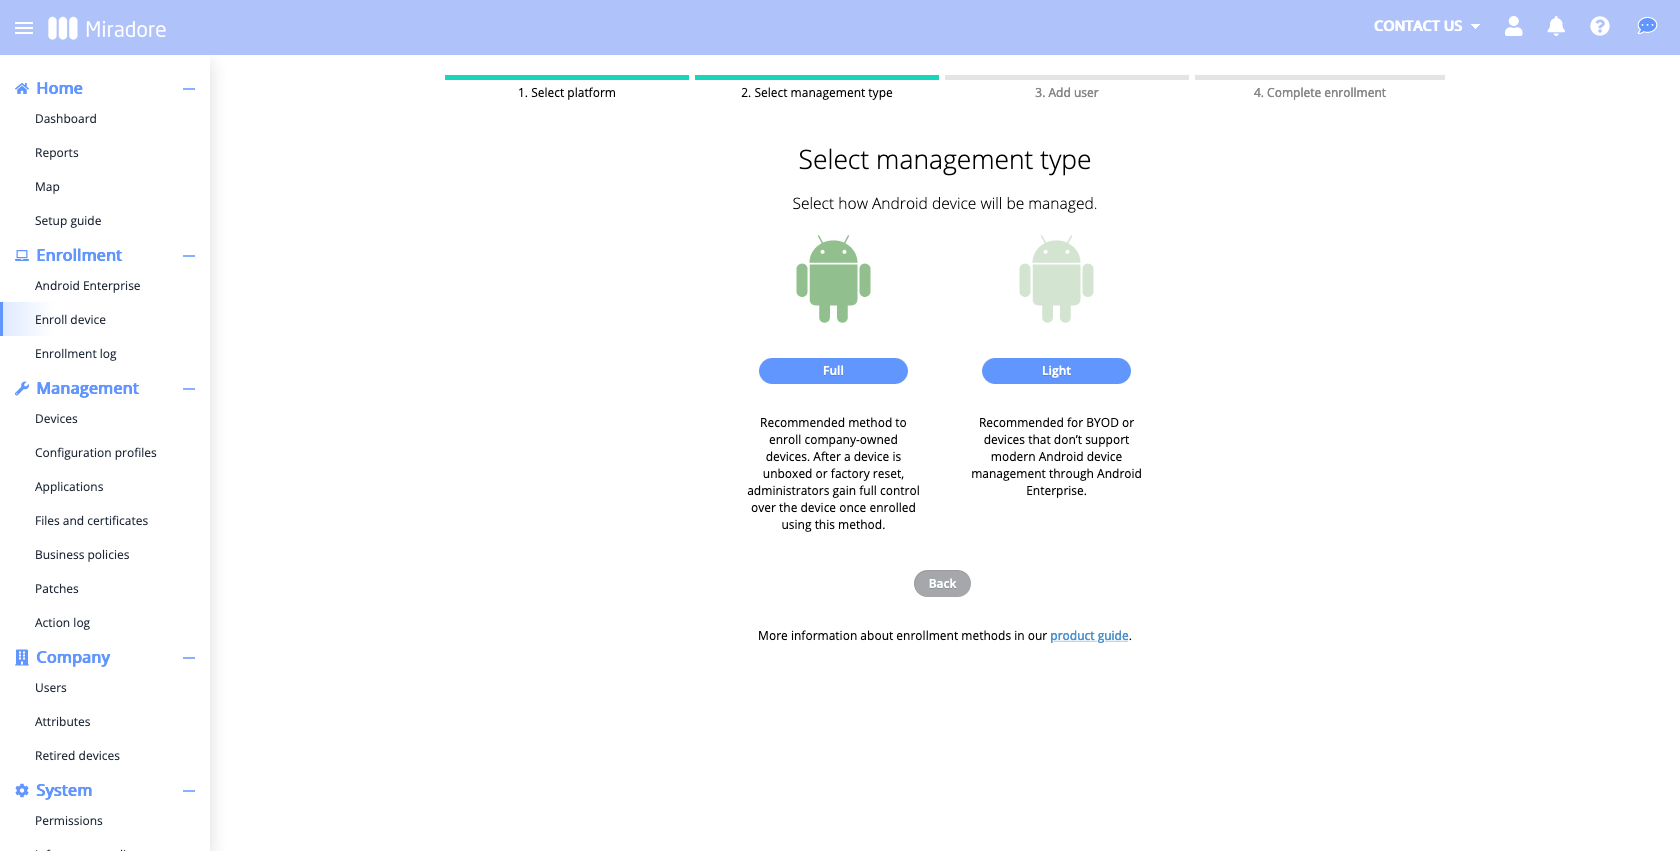 Miradore
CONTACT US
Home
Dashboard
Reports
Map
Setup guide
Enrollment
Android Enterprise
Enroll device
Enrollment log
Management
Devices
Configuration profiles
Applications
Files and certificates
Business policies
Patches
Action log
Company
Users
Attributes
Retired devices
System
Permissions
1. Select platform
2. Select management type
3. Add user
4. Complete enrollment
Select management type
Select how Android device will be managed.
Full
Recommended method to
enroll company-owned
devices. After a device is
unboxed or factory reset,
administrators gain full control
over the device once enrolled
using this method.
Light
Recommended for BYOD or
devices that don’t support
modern Android device
management through Android
Enterprise.
Back
More information about enrollment methods in our product guide.